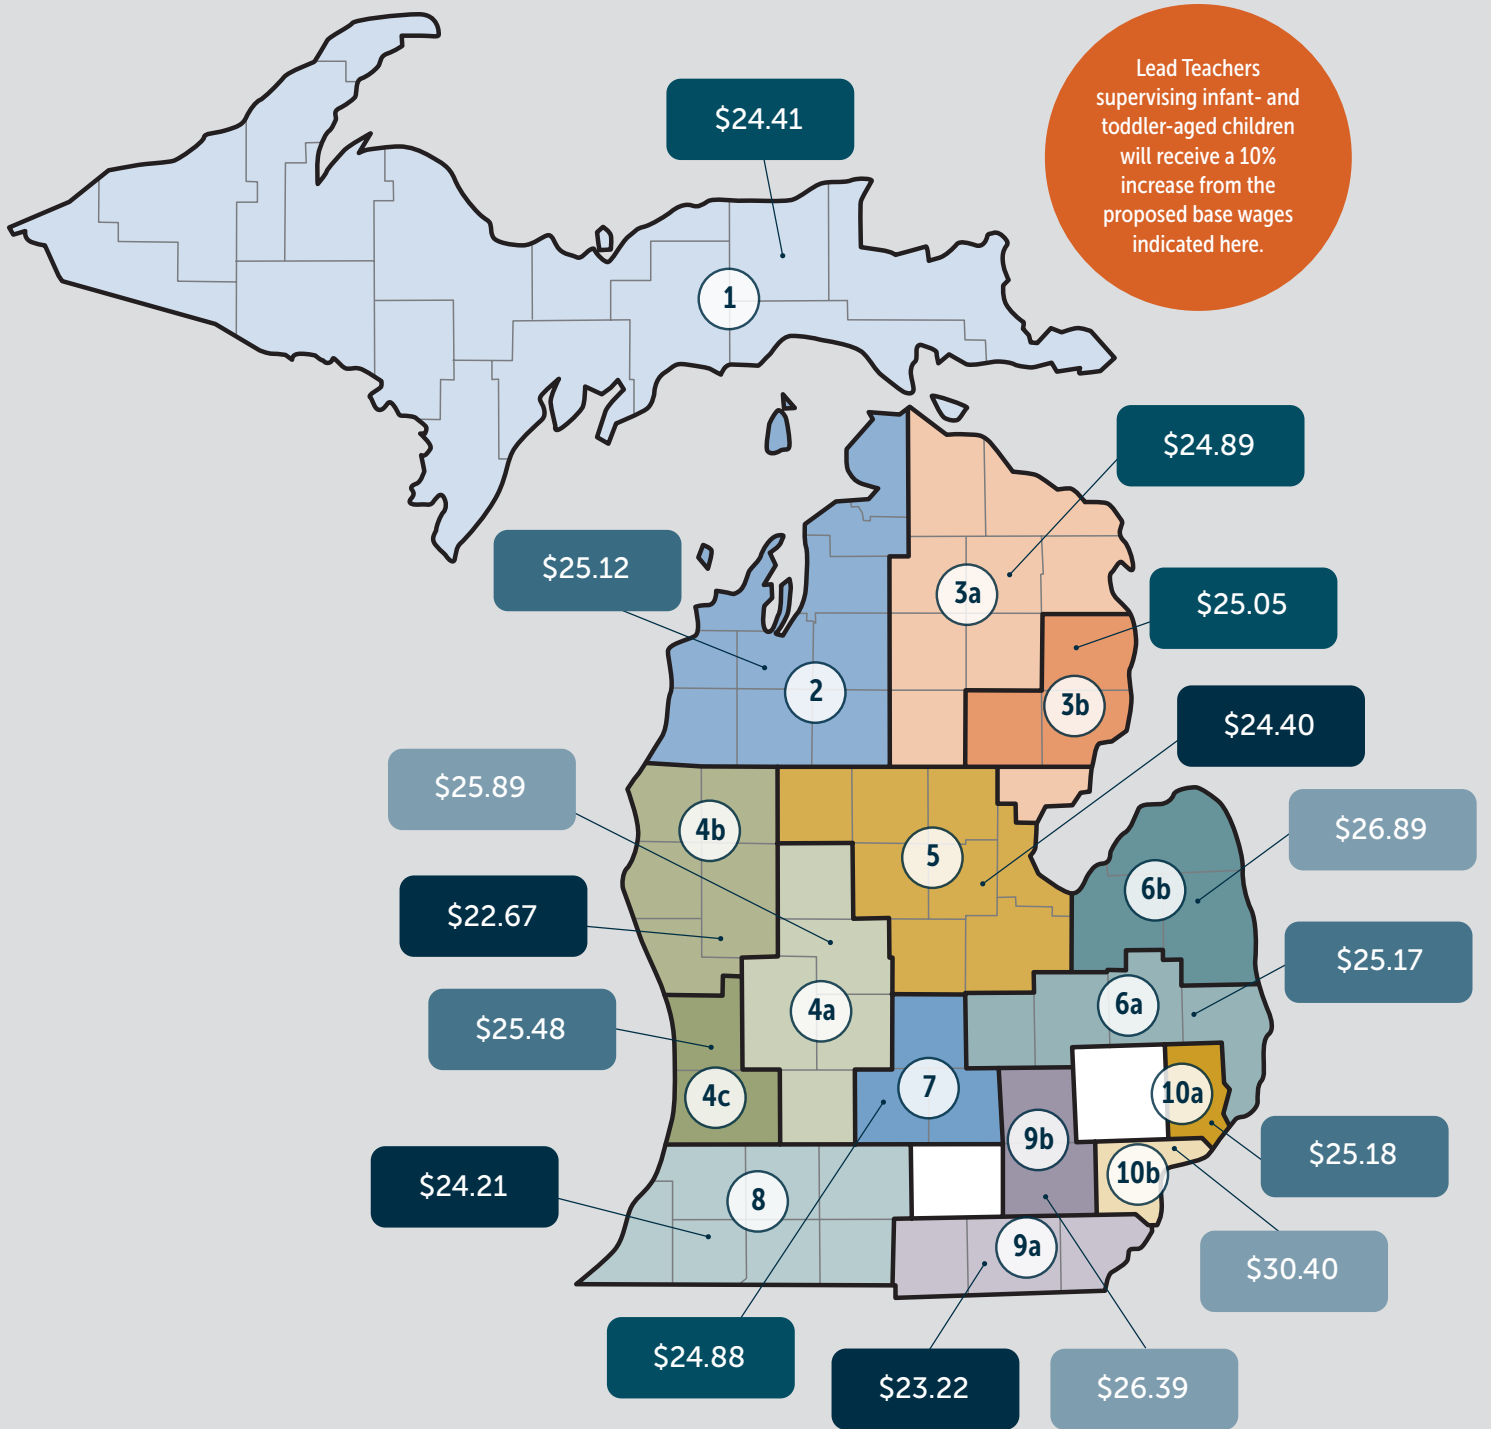 Lead Teachers
supervising infant- and
toddler-aged children
will receive a 10%
increase from the
proposed base wages
indicated here.
$24.41
1
$24.89
$25.12
3a
$25.05
2
3b
$24.40
$25.89
4b
5
$26.89
6b
$22.67
$25.17
4a
6a
$25.48
4c
7
10a
9b
$25.18
10b
$24.21
8
9a
$30.40
$24.88
$23.22
$26.39